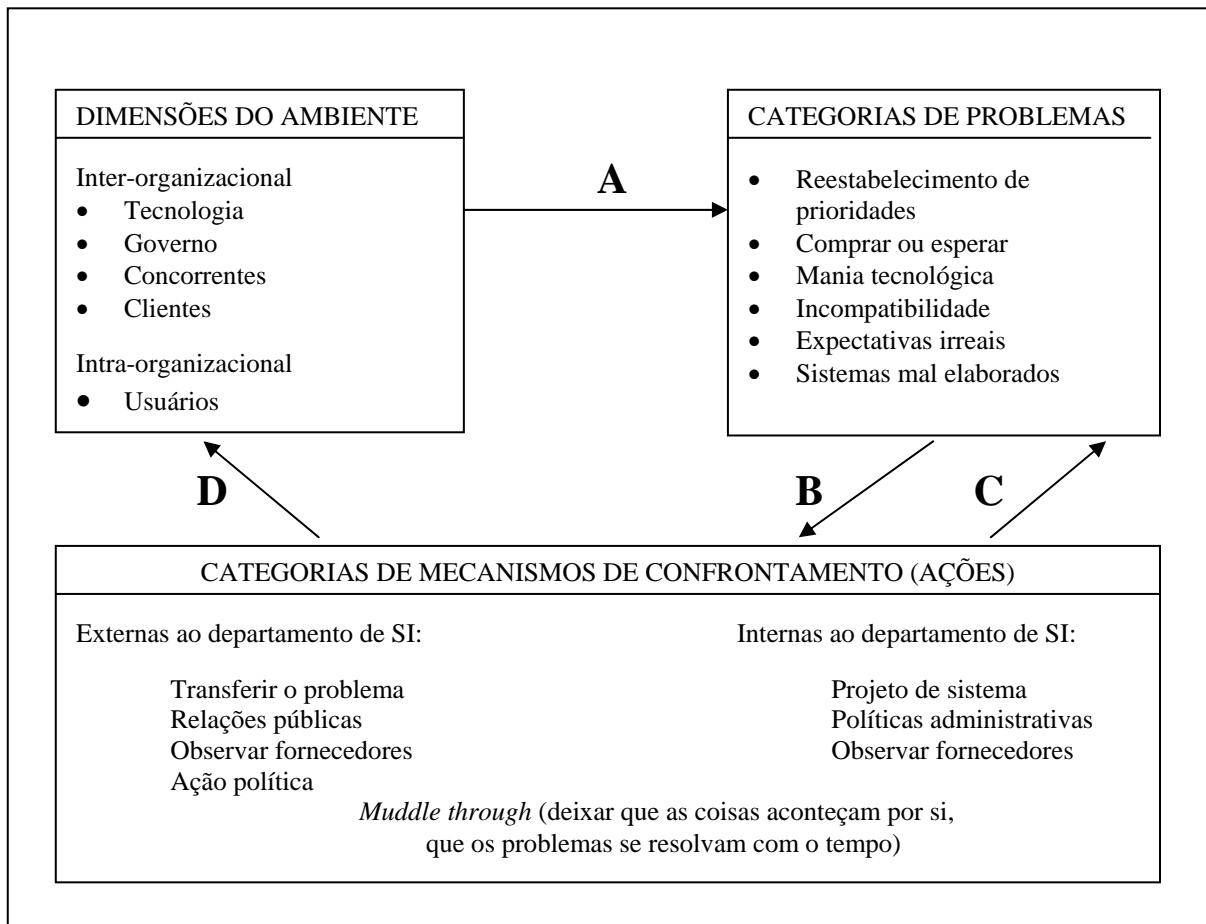 DIMENSÕES DO AMBIENTE
Inter-organizacional
• Tecnologia
• Governo
• Concorrentes
• Clientes
Intra-organizacional
• Usuários
A
CATEGORIAS DE PROBLEMAS
• Reestabelecimento de
prioridades
• Comprar ou esperar
• Mania tecnológica
• Incompatibilidade
• Expectativas irreais
• Sistemas mal elaborados
D
B
C
CATEGORIAS DE MECANISMOS DE CONFRONTAMENTO (AÇÕES)
Externas ao departamento de SI:
Transferir o problema
Relações públicas
Observar fornecedores
Ação política
Internas ao departamento de SI:
Projeto de sistema
Políticas administrativas
Observar fornecedores
Muddle through (deixar que as coisas aconteçam por si,
que os problemas se resolvam com o tempo)